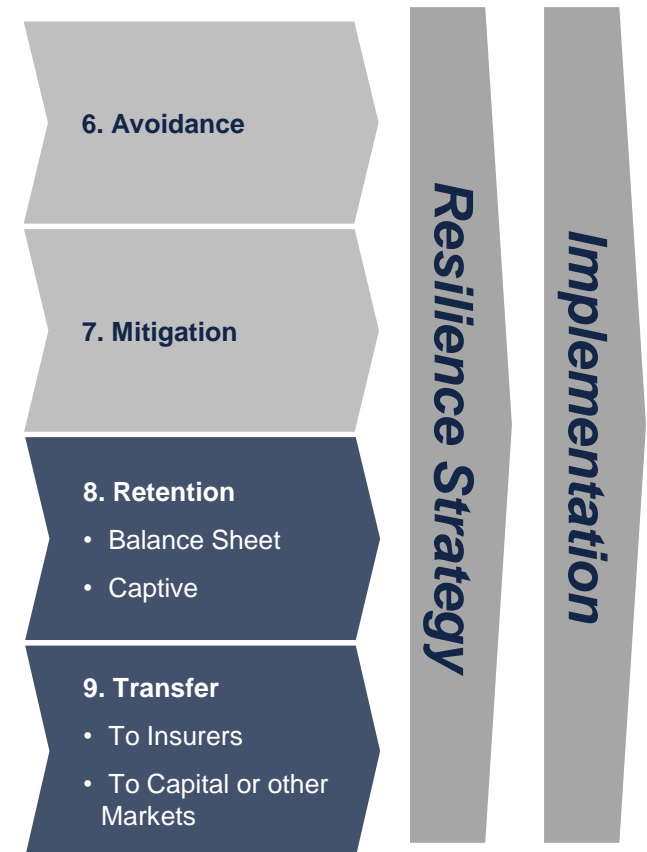 6. Avoidance
7. Mitigation
8. Retention
• Balance Sheet
• Captive
9. Transfer
• To Insurers
• To Capital or other
Markets
Resilience Strategy
Implementation